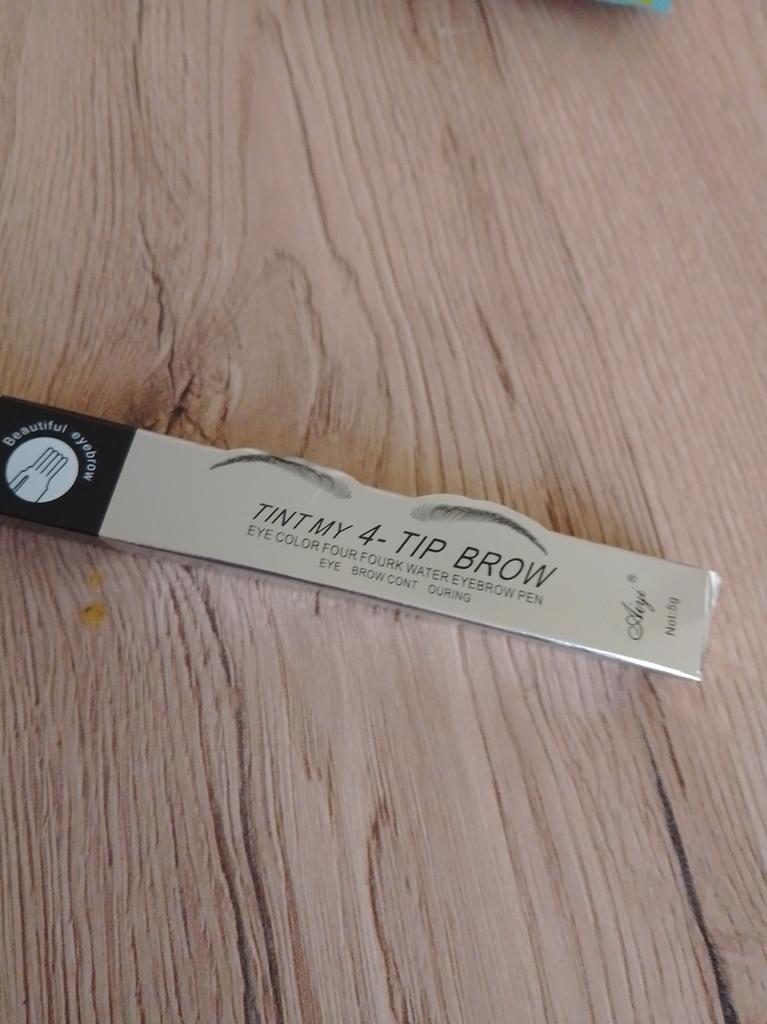 Beautiful eyebrow
TINT MY 4- TIP BROW
EYE COLOR FOUR FOURK WATER EYEBROW PEN
EYE BROW CONT OURING
®
Not:5g